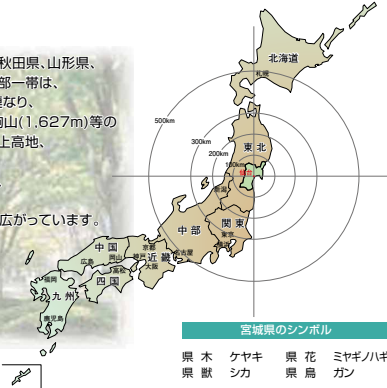 秋田県、山形県、
部一帯は、
(1,627m)等の
上高地、
広がっています。
北海道
札幌
500km
300km
200km
100km
東北
仙台
新潟
関東
東京
横浜
中部
名古屋
京都
近畿
神戸
大阪
中国
岡山
広島
高松
四国
福岡
九州
鹿児島
宮城県のシンボル
県木 ケヤキ 県花 ミヤギノハギ
県獣 シカ 県鳥 ガン